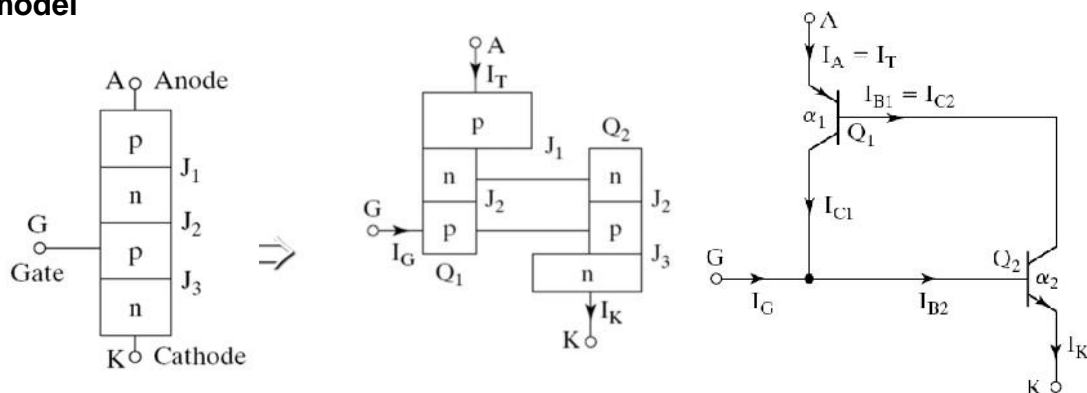 model
A Anode
p
J1
n
J2
G
Gate
p
J3
n
K Cathode
A
IT
p
Q2
J1
n
n
J2
J2
G
IG
p
p
J3
Q1
n
IK
K
A
IA = IT
IB1 = IC2
α1
Q1
IC1
G
IG
IB2
Q2
α2
IK
K